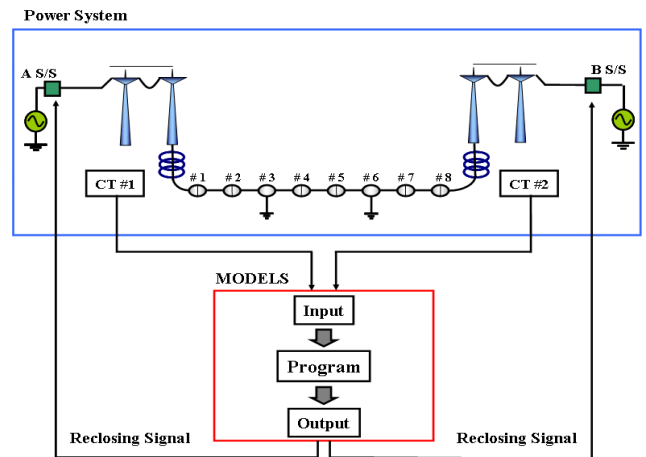 Power System
A S/S
B S/S
CT #1
#1 #2 #3 #4 #5 #6 #7 #8
CT #2
MODELS
Input
Program
Output
Reclosing Signal
Reclosing Signal